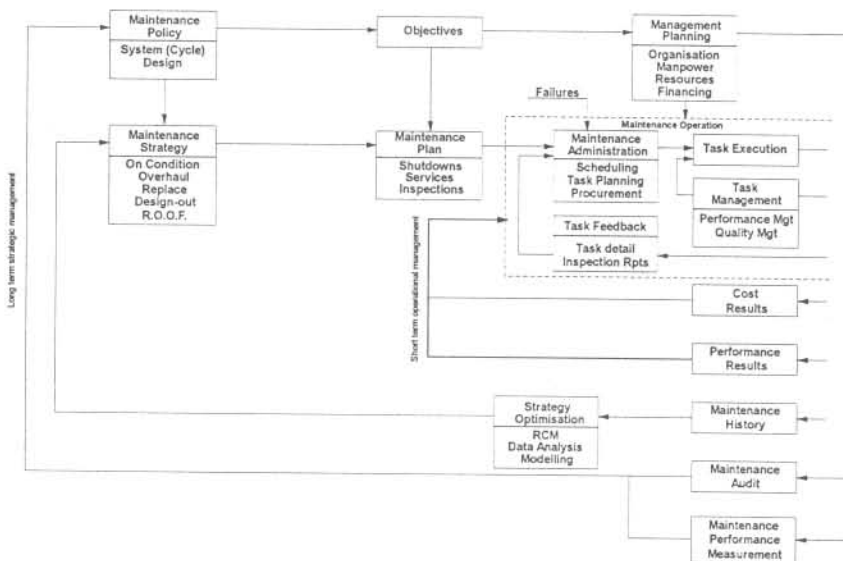 Maintenance
Policy
System (Cycle)
Design
Objectives
Management
Planning
Organisation
Manpower
Resources
Financing
Failures
Maintenance Operation
Maintenance
Strategy
On Condition
Overhaul
Replace
Design-out
R.O.O.F.
Maintenance
Plan
Shutdowns
Services
Inspections
Maintenance
Administration
Scheduling
Task Planning
Procurement
Task Execution
Task
Management
Performance Mgt
Quality Mgt
Task Feedback
Task detail
Inspection Rpts
Long term strategic management
Short term operational management
Cost
Results
Performance
Results
Strategy
Optimisation
RCM
Data Analysis
Modelling
Maintenance
History
Maintenance
Audit
Maintenance
Performance
Measurement